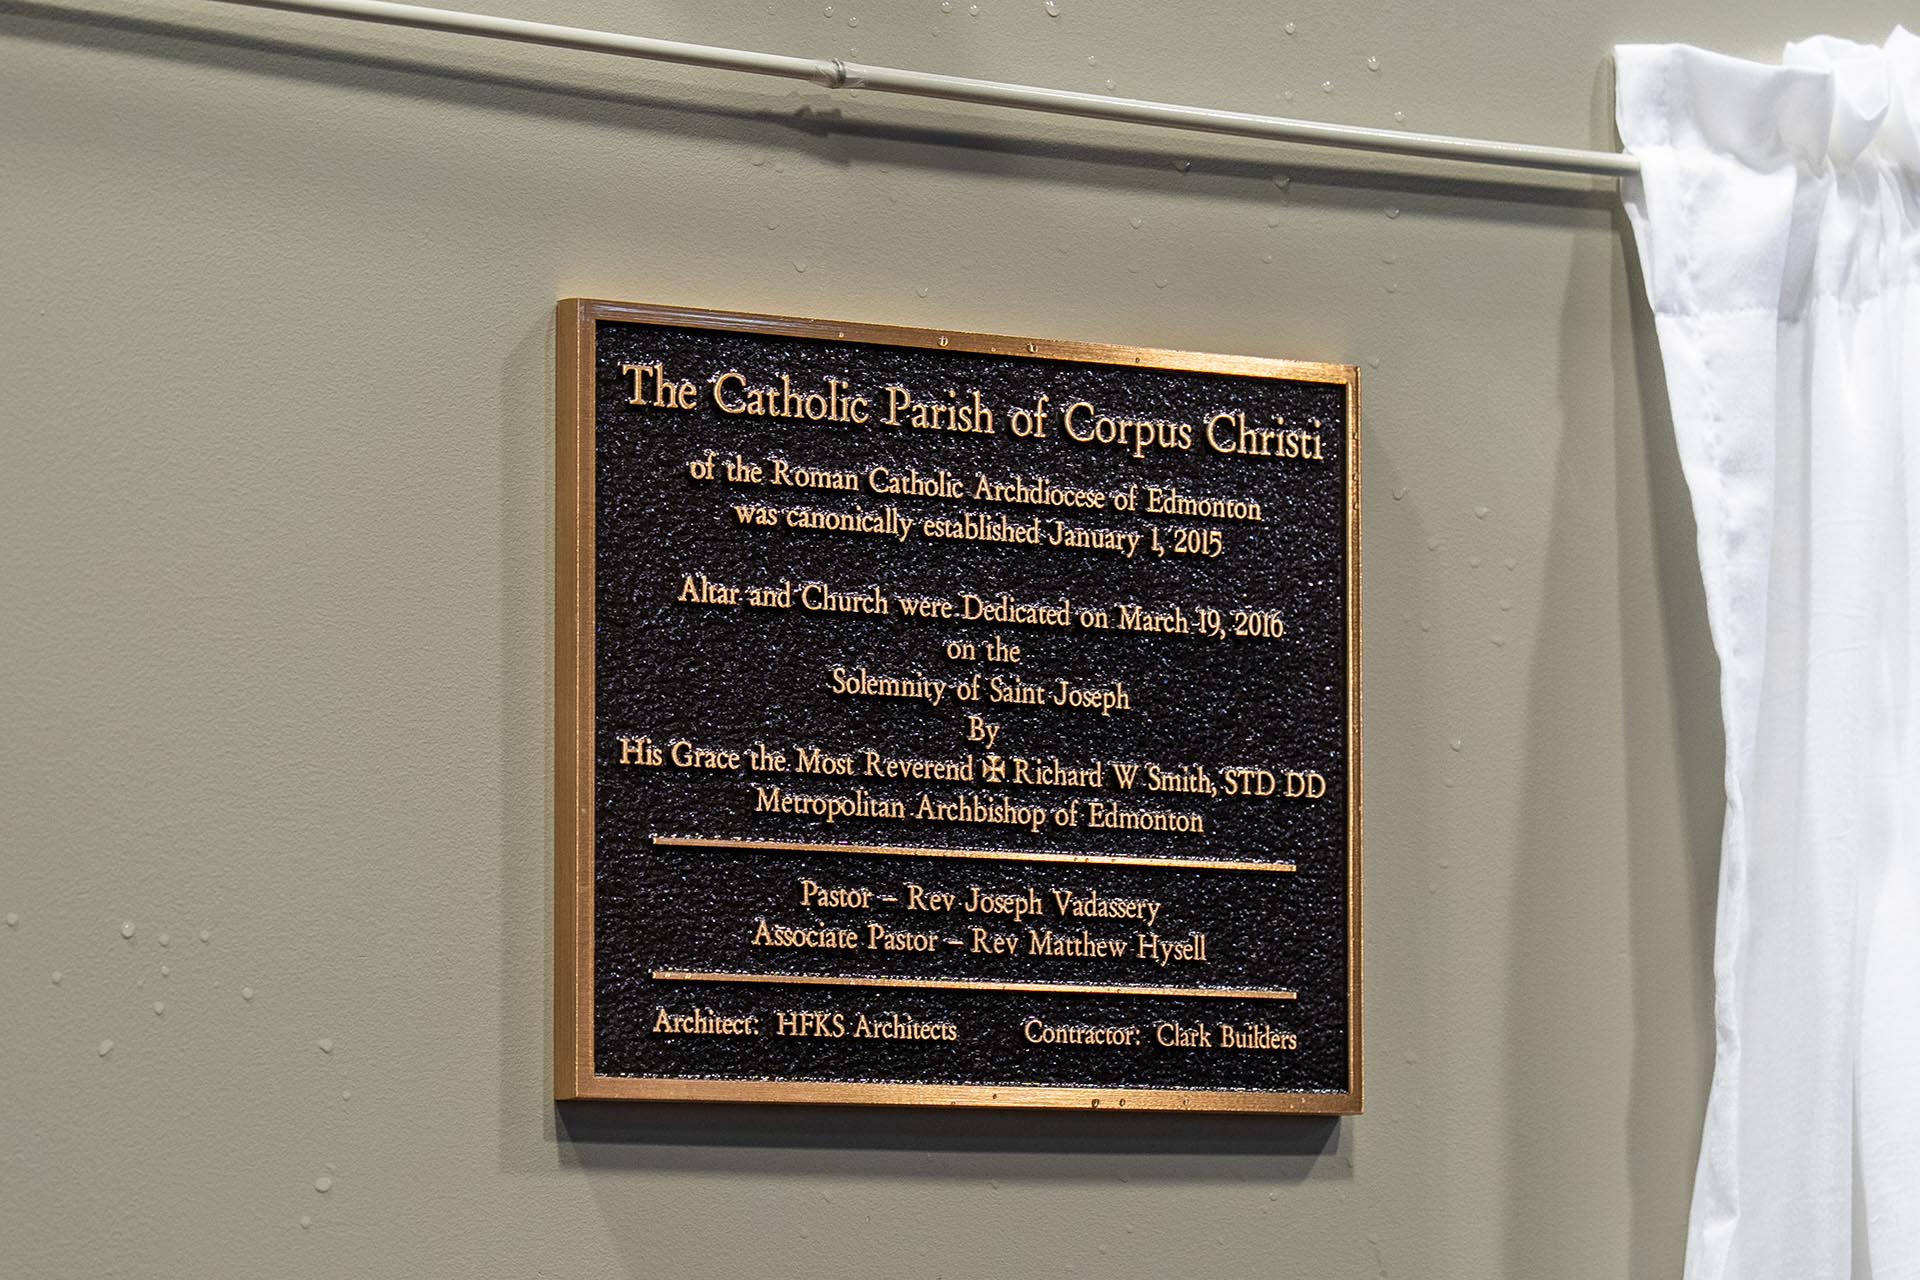 The Catholic Parish of Corpus Christi
of the Roman Catholic Archdiocese of Edmonton
was canonically established January 1, 2015
Altar and Church were Dedicated on March 19, 2016
on the
Solemnity of Saint Joseph
By
His Grace the Most Reverend ✠ Richard W Smith, STD DD
Metropolitan Archbishop of Edmonton
Pastor – Rev Joseph Vadassery
Associate Pastor – Rev Matthew Hysell
Architect: HFKS Architects Contractor: Clark Builders